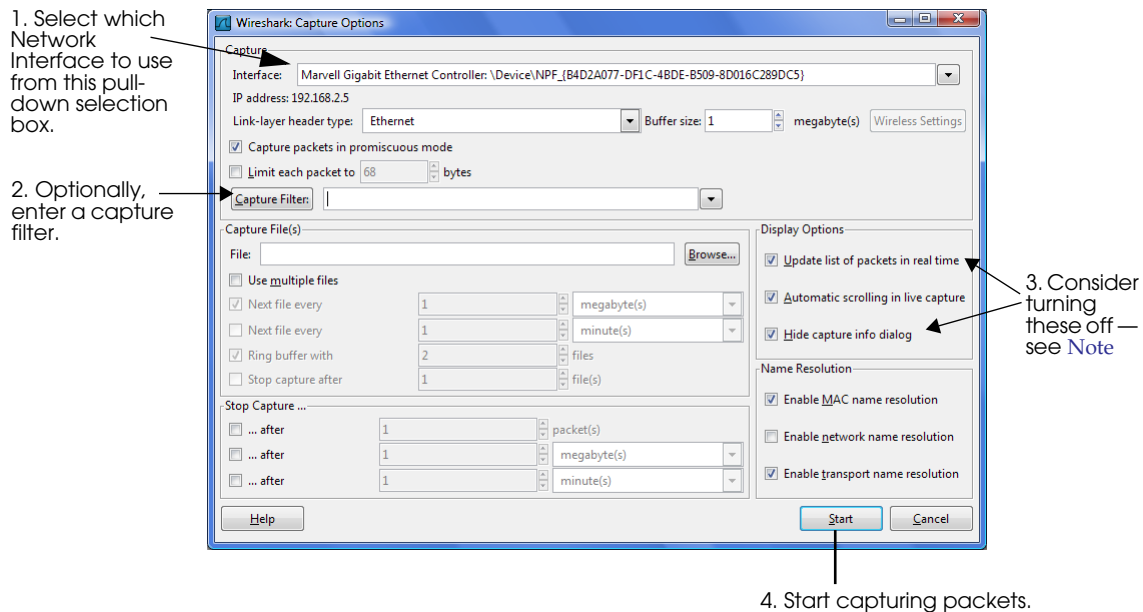 1. Select which
Network
Interface to use
from this pull-
down selection
box.
2. Optionally,
enter a capture
filter.
Wireshark: Capture Options
Capture
Interface: Marvell Gigabit Ethernet Controller: \Device\NPF_{B4D2A077-DF1C-4BDE-B509-8D016C289DC5}
IP address: 192.168.2.5
Link-layer header type: Ethernet Buffer size: 1 megabyte(s) Wireless Settings
Capture packets in promiscuous mode
Limit each packet to 68 bytes
Capture Filter:
Capture File(s)
File: Browse...
Use multiple files
Next file every 1 megabyte(s)
Next file every 1 minute(s)
Ring buffer with 2 files
Stop capture after 1 file(s)
Stop Capture ...
... after 1 packet(s)
... after 1 megabyte(s)
... after 1 minute(s)
Display Options
Update list of packets in real time
Automatic scrolling in live capture
Hide capture info dialog
Name Resolution
Enable MAC name resolution
Enable network name resolution
Enable transport name resolution
Help Start Cancel
3. Consider
turning
these off —
see Note
4. Start capturing packets.